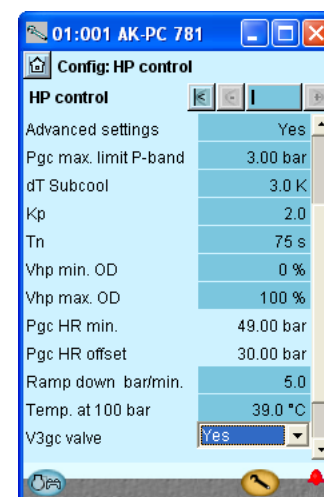 01:001 AK-PC 781
Config: HP control
HP control
Advanced settings Yes
Pgc max. limit P-band 3.00 bar
dT Subcool 3.0 K
Kp 2.0
Tn 75 s
Vhp min. OD 0 %
Vhp max. OD 100 %
Pgc HR min. 49.00 bar
Pgc HR offset 30.00 bar
Ramp down bar/min. 5.0
Temp. at 100 bar 39.0 °C
V3gc valve Yes